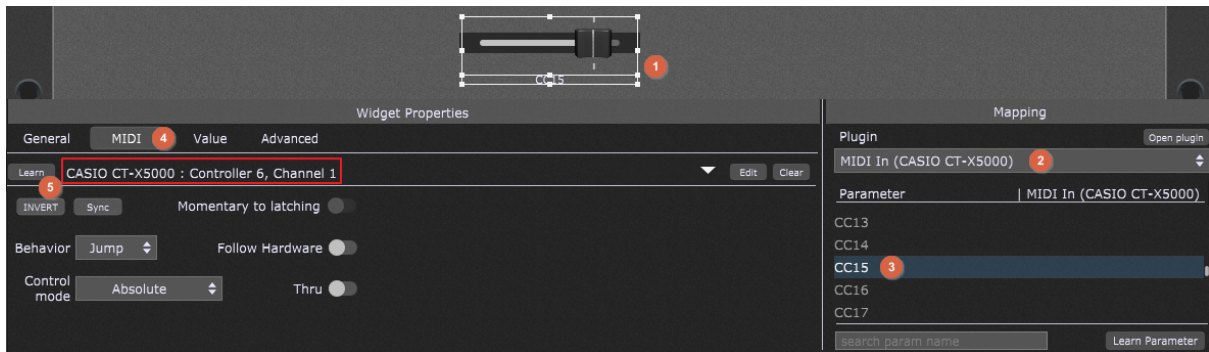 CC15
1
Widget Properties
General MIDI 4 Value Advanced
Learn CASIO CT-X5000 : Controller 6, Channel 1 Edit Clear
5
INVERT Sync Momentary to latching
Behavior Jump Follow Hardware
Control mode Absolute Thru
Mapping
Plugin Open plugin
MIDI In (CASIO CT-X5000) 2
Parameter | MIDI In (CASIO CT-X5000)
CC13
CC14
CC15 3
CC16
CC17
search param name Learn Parameter